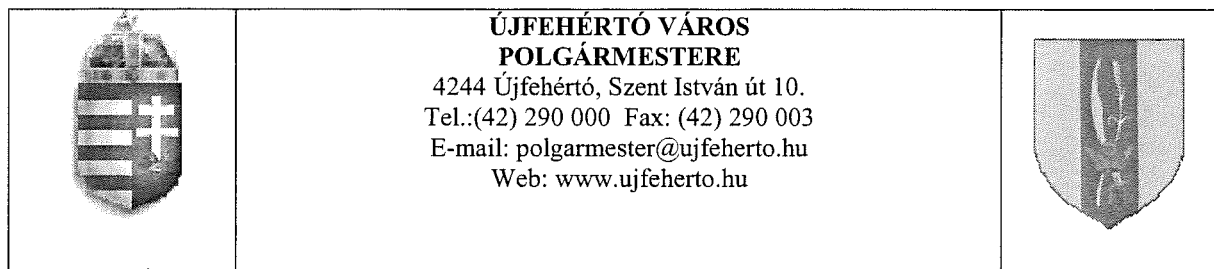 ÚJFEHÉRTÓ VÁROS
POLGÁRMESTERE
4244 Újfehértó, Szent István út 10.
Tel.:(42) 290 000 Fax: (42) 290 003
E-mail: polgarmester@ujfeherto.hu
Web: www.ujfeherto.hu